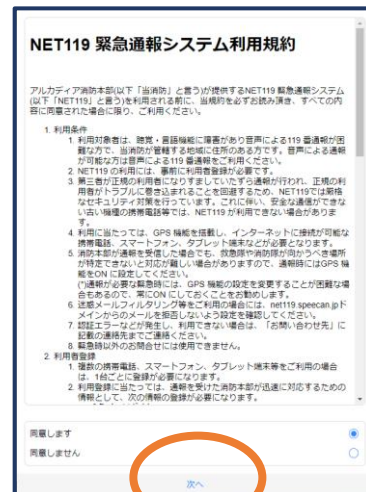 NET119 緊急通報システム利用規約
アルカディア消防本部(以下「当消防」と言う)が提供するNET119 緊急通報システム
(以下「NET119」と言う)を利用される前に、当規約を必ずお読み頂き、すべての内
容に同意された場合に限り、ご利用ください。
1. 利用条件
1. 利用対象者は、聴覚・言語機能に障害があり音声による119 番通報が困
難な方で、当消防が管轄する地域に住所のある方です。音声による通報
が可能な方は音声による119 番通報をご利用ください。
2. NET119 の利用には、事前に利用者登録が必要です。
3. 第三者が正規の利用者になりすましていたずら通報が行われ、正規の利
用者がトラブルに巻き込まれることを回避するため、NET119では厳格
なセキュリティ対策を行っています。これに伴い、安全な通信ができな
い古い機種の携帯電話等では、NET119 が利用できない場合がありま
す。
4. 利用に当たっては、GPS 機能を搭載し、インターネットに接続が可能な
携帯電話、スマートフォン、タブレット端末などが必要となります。
5. 消防本部が通報を受信した場合でも、救急隊や消防隊が向かうべき場所
が特定できないと対応が難しい場合がありますので、通報時にはGPS 機
能をON に設定してください。
(*)通報が必要な緊急時には、GPS 機能の設定を変更することが困難な場
合もあるので、常にON にしておくことをお勧めします。
6. 迷惑メールフィルタリング等をご利用の場合には、net119.speecan.jpド
メインからのメールを拒否しないよう設定を確認してください。
7. 認証エラーなどが発生し、利用できない場合は、「お問い合わせ先」に
記載の連絡先までご連絡ください。
8. 緊急時以外のお問合せには使用できません。
2. 利用者登録
1. 複数の携帯電話、スマートフォン、タブレット端末等をご利用の場合
は、1台ごとに登録が必要になります。
2. 利用登録に当たっては、通報を受けた消防本部が迅速に対応するための
情報として、次の情報の登録が必要になります。
同意します
同意しません
次へ